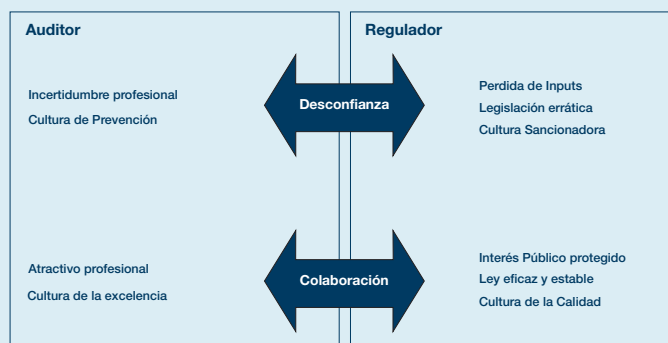 Auditor
Regulador
Incertidumbre profesional
Cultura de Prevención
Desconfianza
Perdida de Inputs
Legislación errática
Cultura Sancionadora
Atractivo profesional
Cultura de la excelencia
Colaboración
Interés Público protegido
Ley eficaz y estable
Cultura de la Calidad